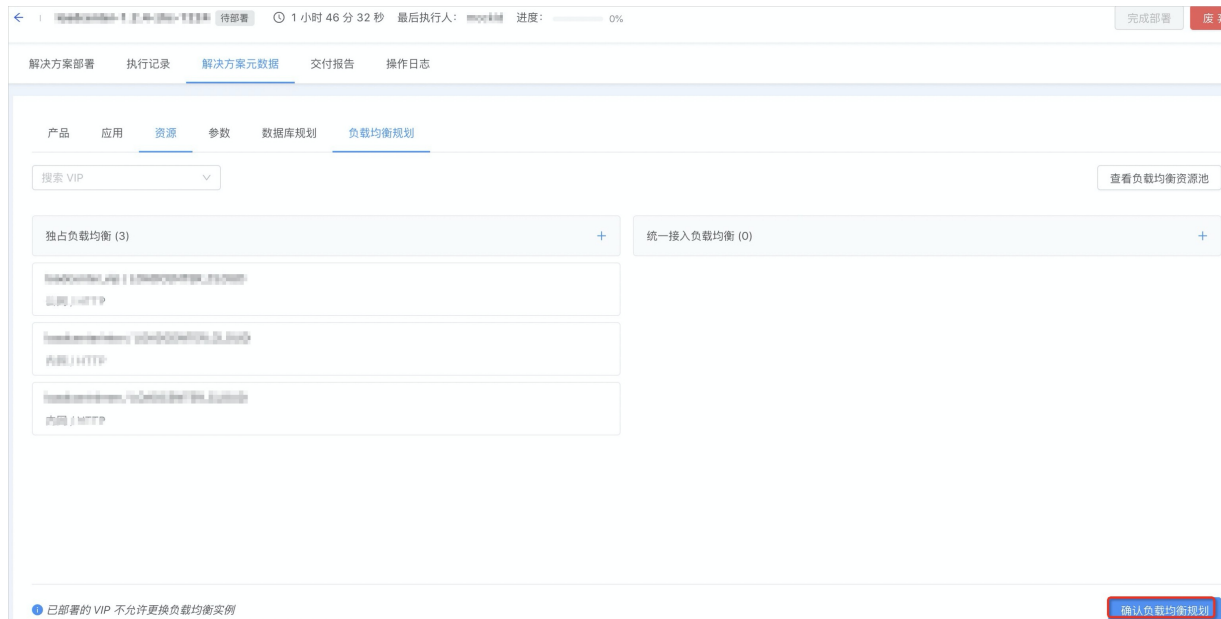 待部署 1 小时 46 分 32 秒 最后执行人： 进度： 0% 完成部署 废
解决方案部署 执行记录 解决方案元数据 交付报告 操作日志
产品 应用 资源 参数 数据库规划 负载均衡规划
搜索 VIP 查看负载均衡资源池
独占负载均衡 (3) + 统一接入负载均衡 (0) +
已部署的 VIP 不允许更换负载均衡实例 确认负载均衡规划